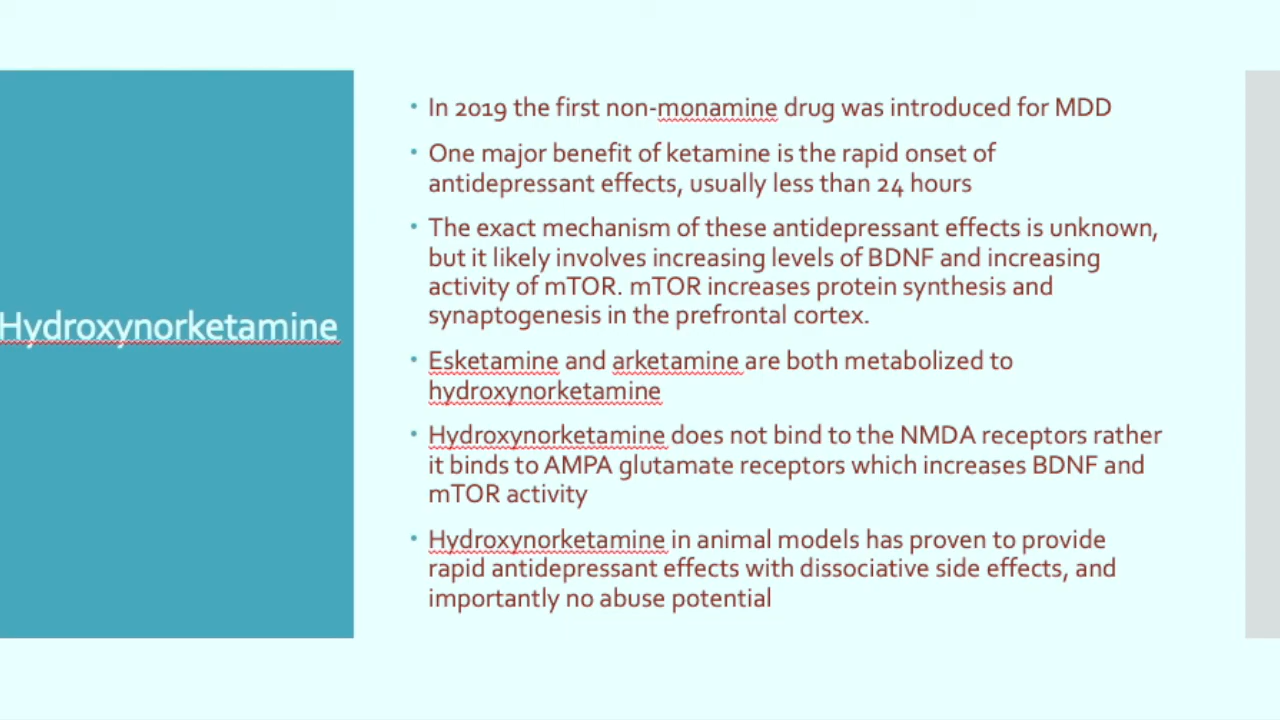 Hydroxynorketamine
• In 2019 the first non-monamine drug was introduced for MDD
• One major benefit of ketamine is the rapid onset of
antidepressant effects, usually less than 24 hours
• The exact mechanism of these antidepressant effects is unknown,
but it likely involves increasing levels of BDNF and increasing
activity of mTOR. mTOR increases protein synthesis and
synaptogenesis in the prefrontal cortex.
• Esketamine and arketamine are both metabolized to
hydroxynorketamine
• Hydroxynorketamine does not bind to the NMDA receptors rather
it binds to AMPA glutamate receptors which increases BDNF and
mTOR activity
• Hydroxynorketamine in animal models has proven to provide
rapid antidepressant effects with dissociative side effects, and
importantly no abuse potential